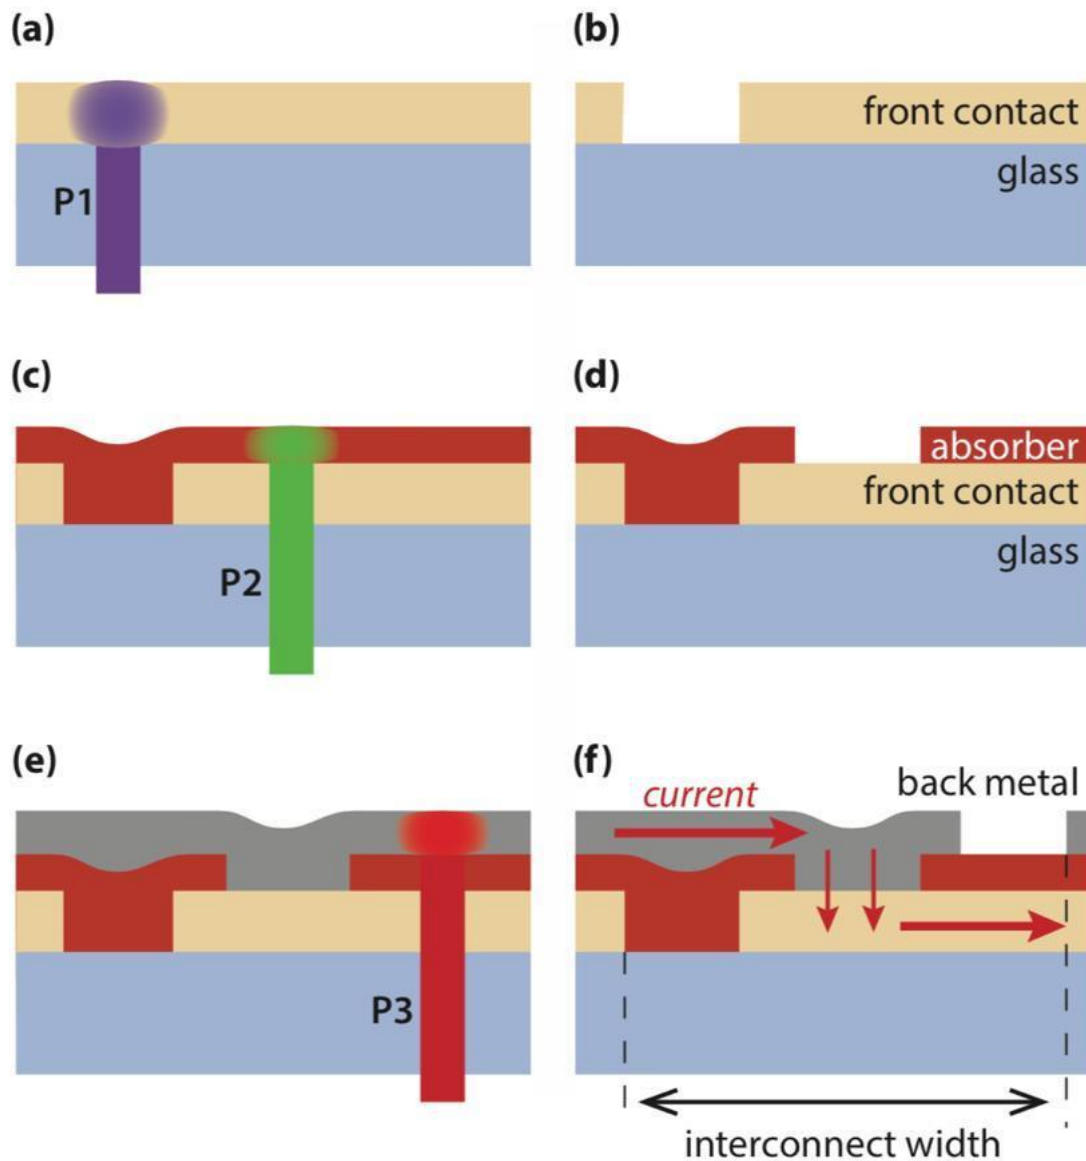 (a)
(b)
front contact
glass
P1
(c)
(d)
absorber
front contact
glass
P2
(e)
(f)
back metal
current
P3
interconnect width